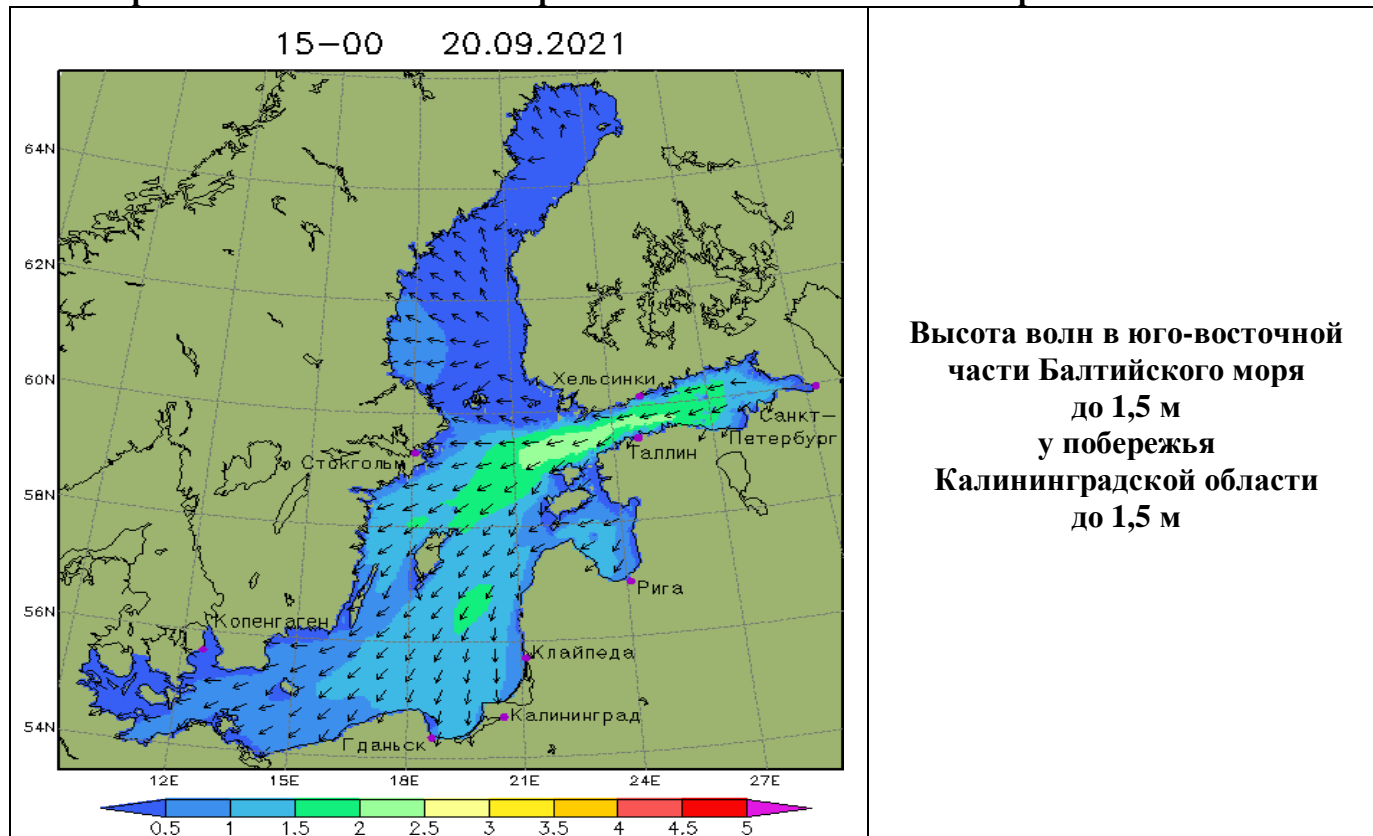 15-00 20.09.2021
64N
62N
60N
58N
56N
54N
Хельсинки
Санкт-
Петербург
Таллин
Стокгольм
Рига
Копенгаген
Клайпеда
Калининград
Гданьск
12E 15E 18E 21E 24E 27E
0.5 1 1.5 2 2.5 3 3.5 4 4.5 5
Высота волн в юго-восточной
части Балтийского моря
до 1,5 м
у побережья
Калининградской области
до 1,5 м